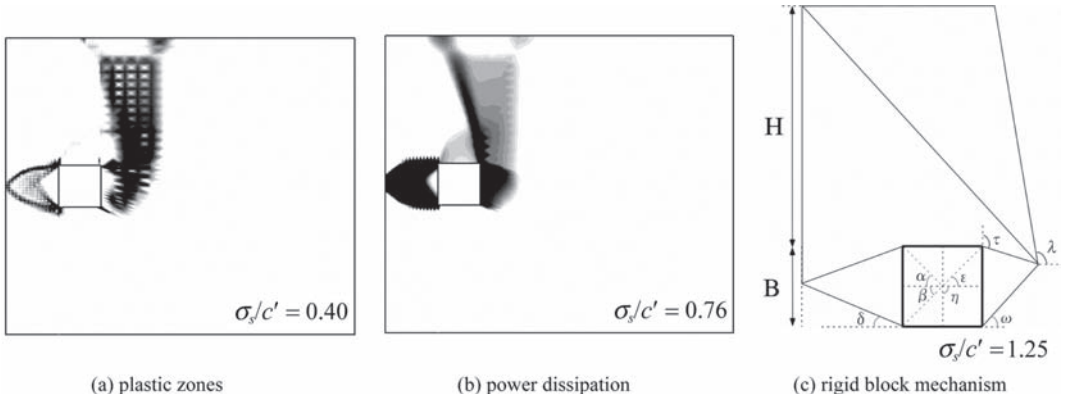 σs/c′ = 0.40
(a) plastic zones
σs/c′ = 0.76
(b) power dissipation
H
B
τ
λ
α
ε
β
η
δ
ω
σs/c′ = 1.25
(c) rigid block mechanism